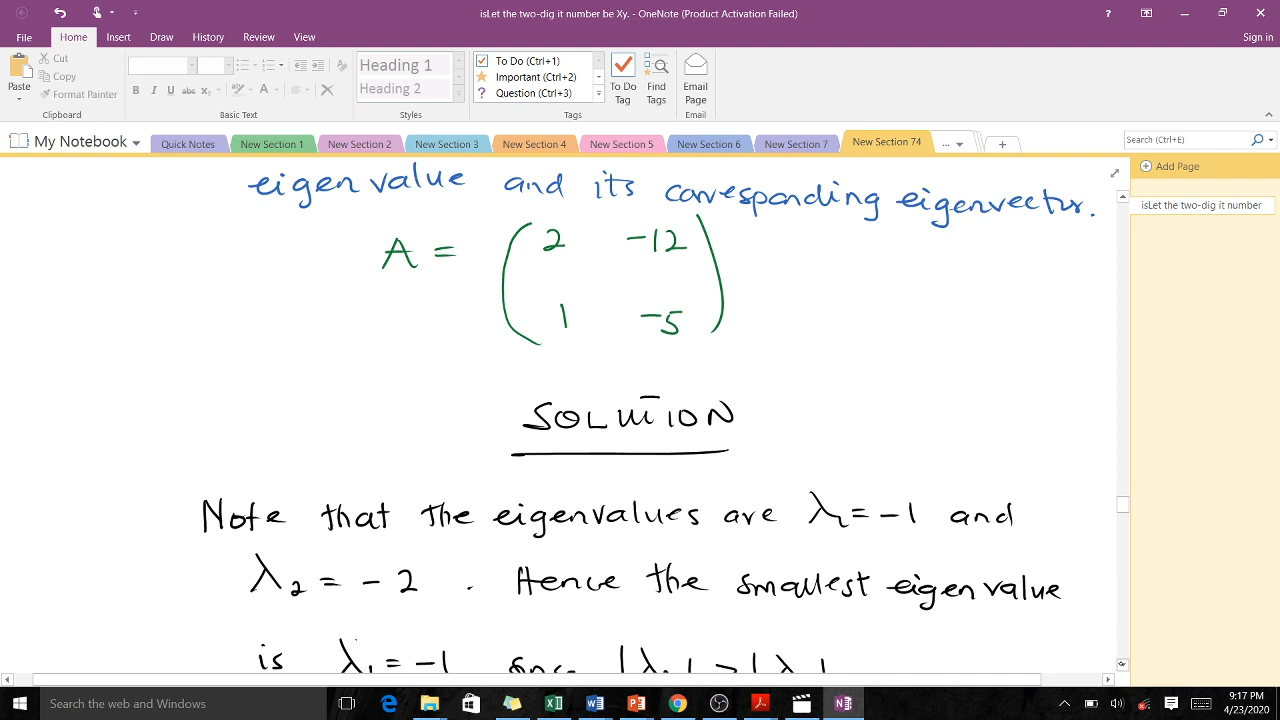 isLet the two-dig it number be Xy. - OneNote (Product Activation Failed)
File Home Insert Draw History Review View Sign in
Paste Cut Copy Format Painter
B I U abc
Heading 1
Heading 2
To Do (Ctrl+1)
Important (Ctrl+2)
Question (Ctrl+3)
To Do Tag
Find Tags
Email Page
Clipboard Basic Text Styles Tags Email
My Notebook Quick Notes New Section 1 New Section 2 New Section 3 New Section 4 New Section 5 New Section 6 New Section 7 New Section 74 ... Search (Ctrl+E)
Add Page
isLet the two-dig it number
eigenvalue and its corresponding eigenvector.
A = ( 2 -12
1 -5 )
SOLUTION
Note that the eigenvalues are λ1 = -1 and
λ2 = -2 . Hence the smallest eigenvalue
is λ1 = -1
Search the web and Windows
9:17 PM
4/23/2020